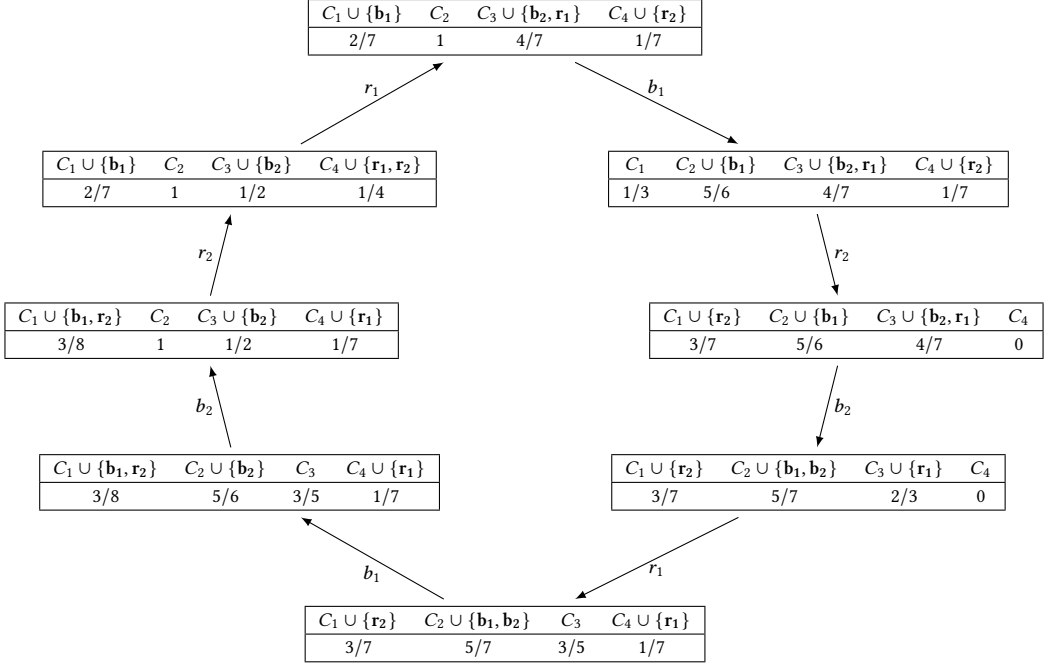 C₁ ∪ {b₁} C₂ C₃ ∪ {b₂, r₁} C₄ ∪ {r₂}
2/7 1 4/7 1/7
r₁ b₁
C₁ ∪ {b₁} C₂ C₃ ∪ {b₂} C₄ ∪ {r₁, r₂}
2/7 1 1/2 1/4
C₁ C₂ ∪ {b₁} C₃ ∪ {b₂, r₁} C₄ ∪ {r₂}
1/3 5/6 4/7 1/7
r₂ r₂
C₁ ∪ {b₁, r₂} C₂ C₃ ∪ {b₂} C₄ ∪ {r₁}
3/8 1 1/2 1/7
C₁ ∪ {r₂} C₂ ∪ {b₁} C₃ ∪ {b₂, r₁} C₄
3/7 5/6 4/7 0
b₂ b₂
C₁ ∪ {b₁, r₂} C₂ ∪ {b₂} C₃ C₄ ∪ {r₁}
3/8 5/6 3/5 1/7
C₁ ∪ {r₂} C₂ ∪ {b₁, b₂} C₃ ∪ {r₁} C₄
3/7 5/7 2/3 0
b₁ r₁
C₁ ∪ {r₂} C₂ ∪ {b₁, b₂} C₃ C₄ ∪ {r₁}
3/7 5/7 3/5 1/7